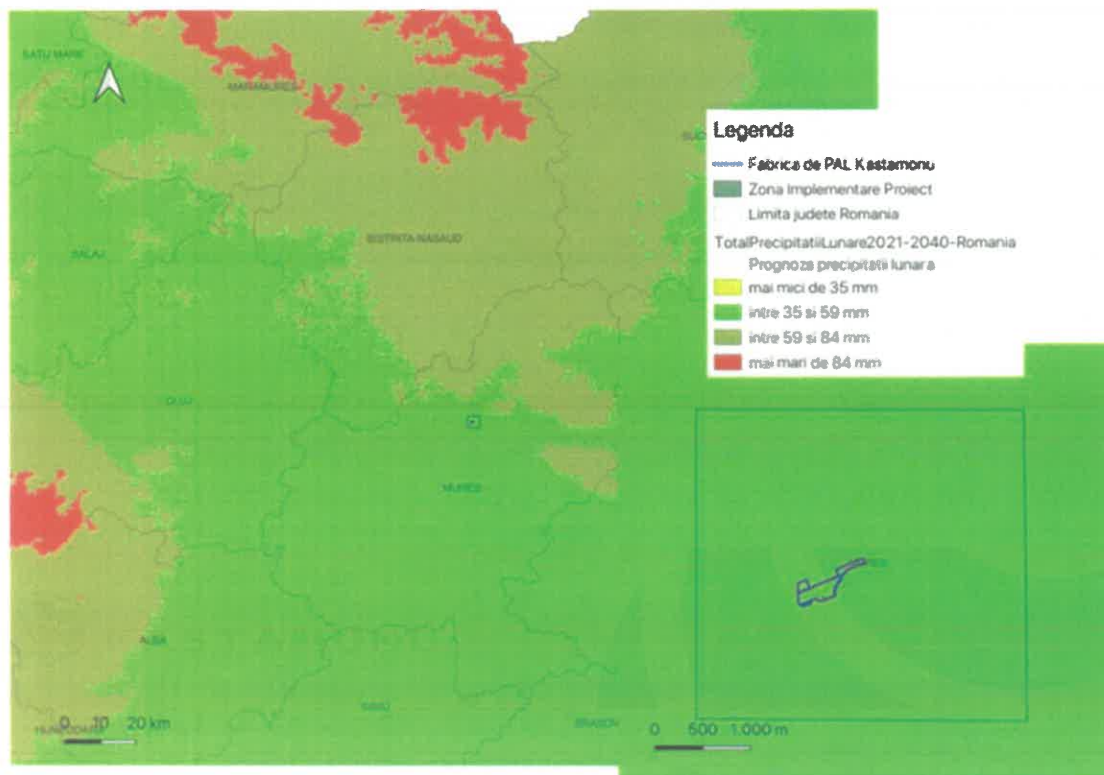 SATU MARE
MARAMURES
BISTRITA-NASAUD
SALAJ
CLUJ
MURES
ALBA
SIBIU
BRASOV
HUNEDOARA
0 10 20 km
Legenda
Fabrica de PAL Kastamonu
Zona Implementare Proiect
Limita judete Romania
TotalPrecipitatiiLunare2021-2040-Romania
Prognoza precipitatii lunara
mai mici de 35 mm
intre 35 si 59 mm
intre 59 si 84 mm
mai mari de 84 mm
0 500 1.000 m